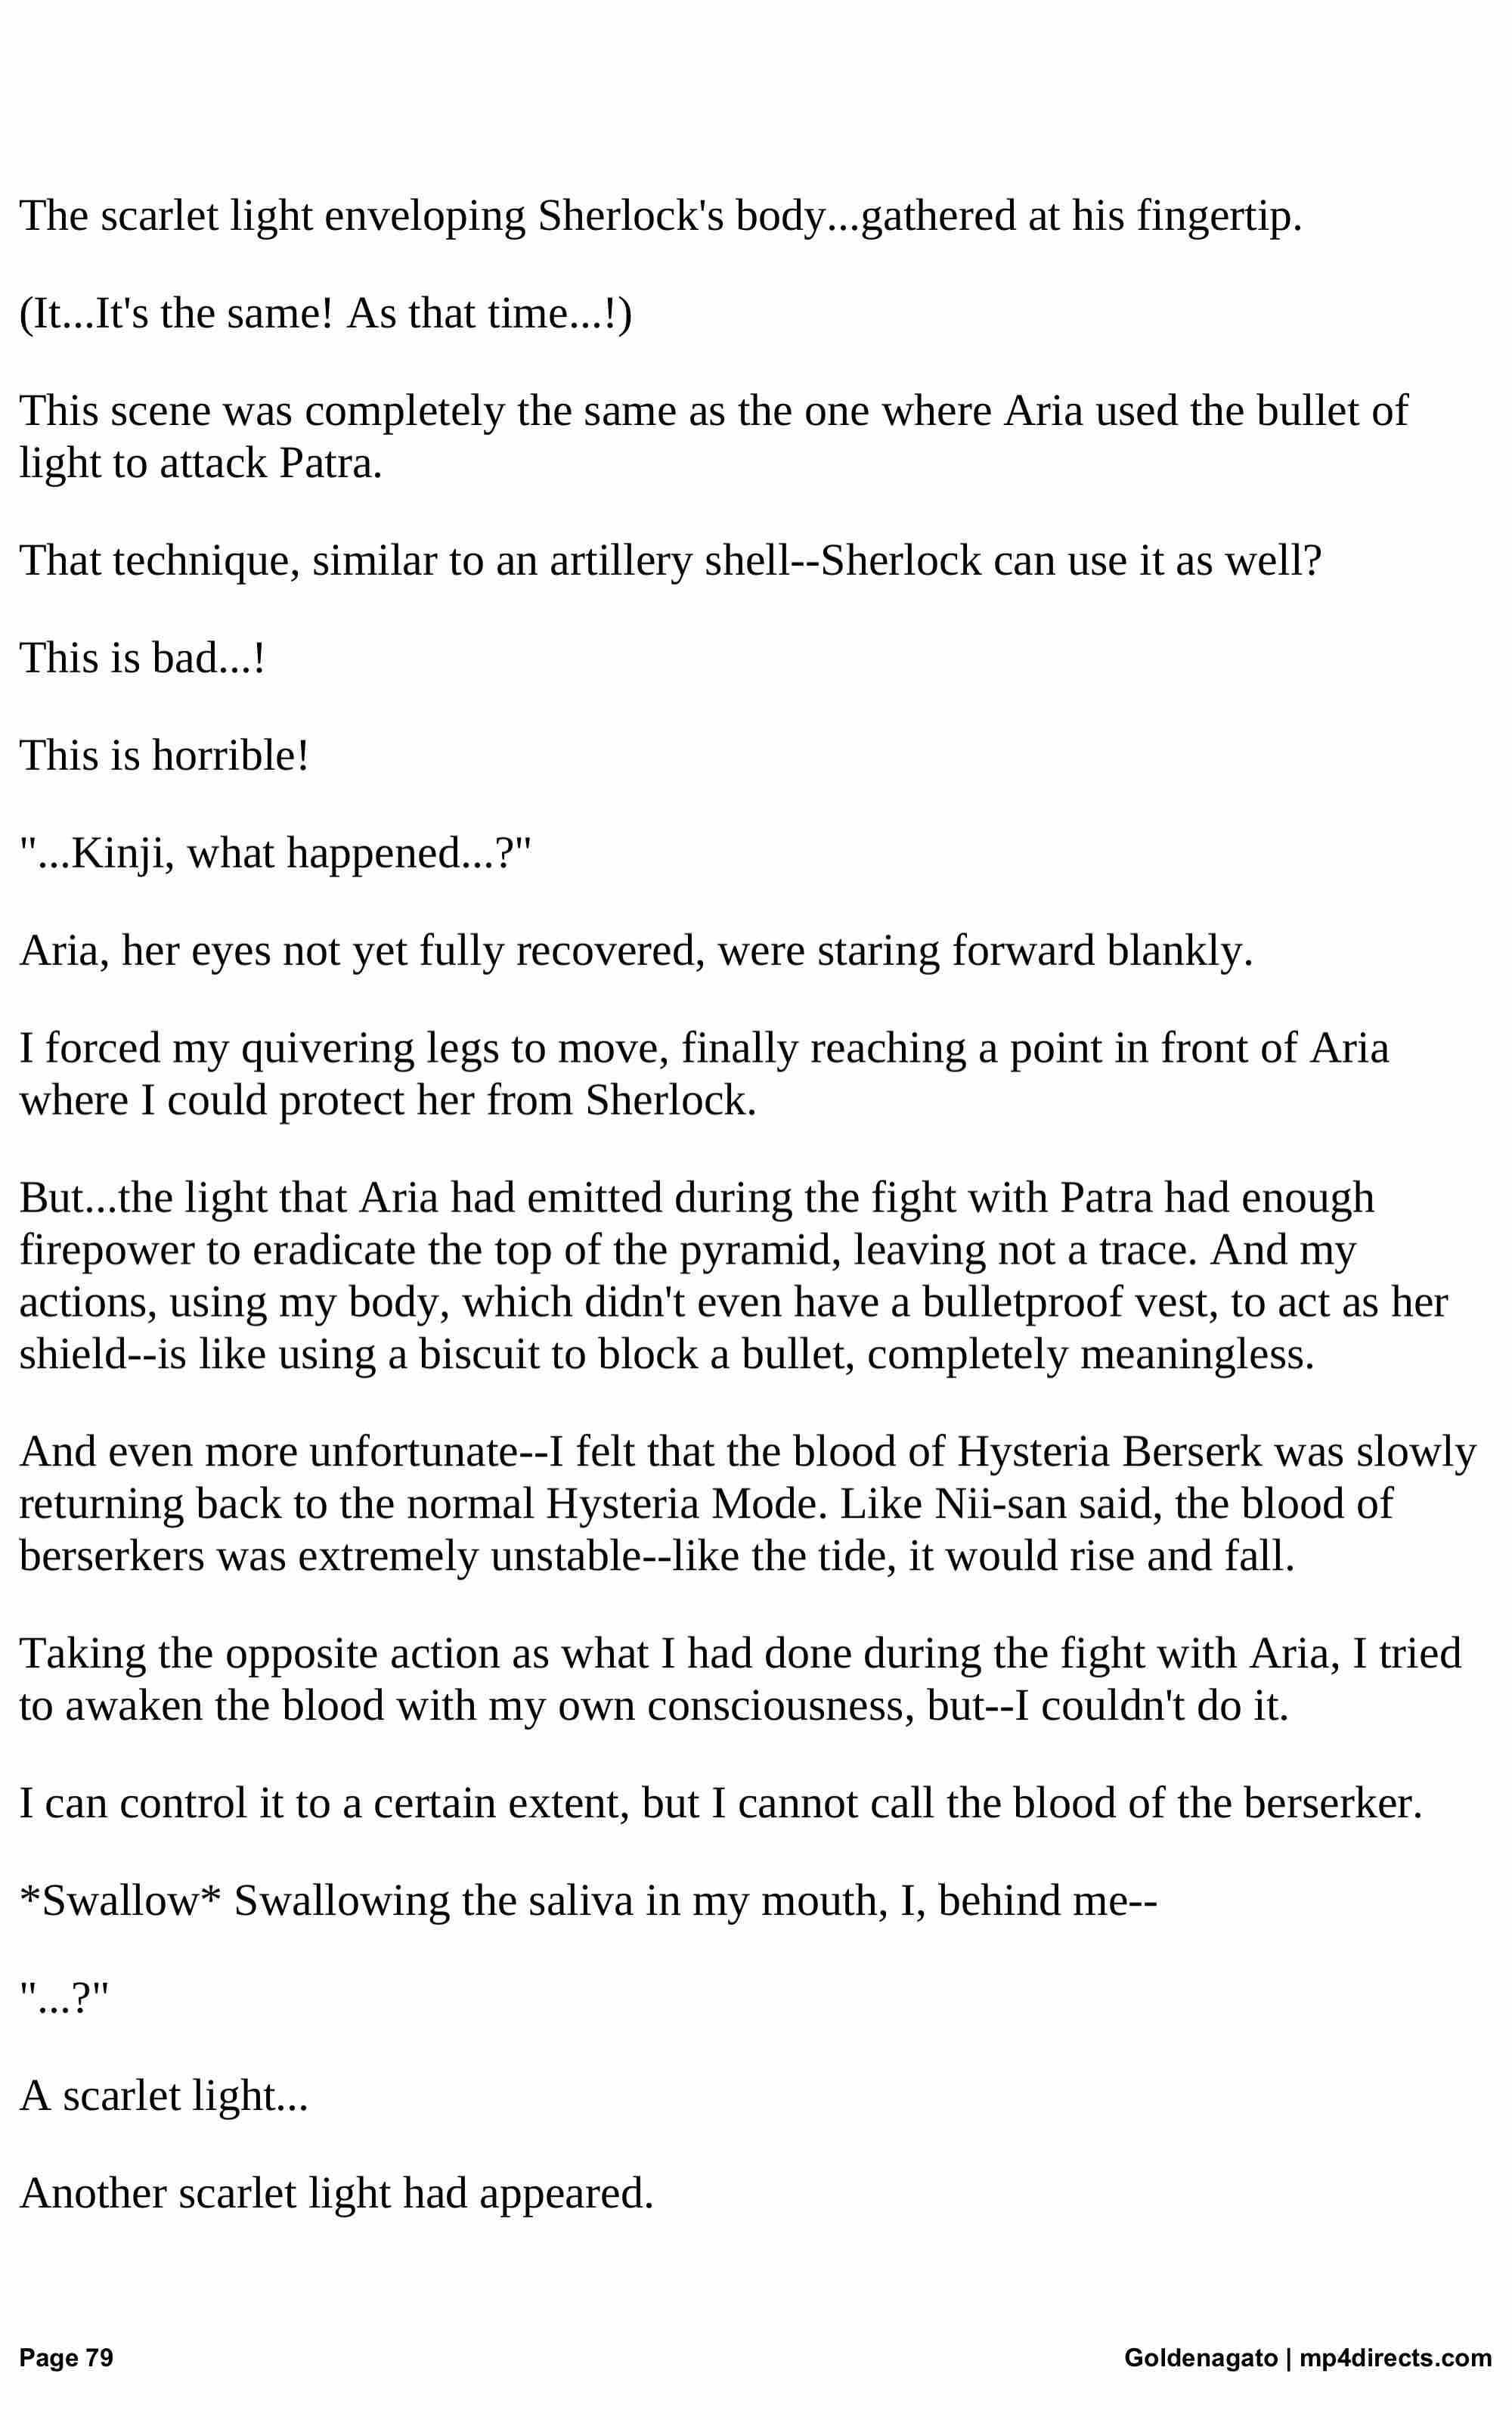 The scarlet light enveloping Sherlock's body...gathered at his fingertip.
(It...It's the same! As that time...!)
This scene was completely the same as the one where Aria used the bullet of
light to attack Patra.
That technique, similar to an artillery shell--Sherlock can use it as well?
This is bad...!
This is horrible!
"...Kinji, what happened...?"
Aria, her eyes not yet fully recovered, were staring forward blankly.
I forced my quivering legs to move, finally reaching a point in front of Aria
where I could protect her from Sherlock.
But...the light that Aria had emitted during the fight with Patra had enough
firepower to eradicate the top of the pyramid, leaving not a trace. And my
actions, using my body, which didn't even have a bulletproof vest, to act as her
shield--is like using a biscuit to block a bullet, completely meaningless.
And even more unfortunate--I felt that the blood of Hysteria Berserk was slowly
returning back to the normal Hysteria Mode. Like Nii-san said, the blood of
berserkers was extremely unstable--like the tide, it would rise and fall.
Taking the opposite action as what I had done during the fight with Aria, I tried
to awaken the blood with my own consciousness, but--I couldn't do it.
I can control it to a certain extent, but I cannot call the blood of the berserker.
*Swallow* Swallowing the saliva in my mouth, I, behind me--
"...?"
A scarlet light...
Another scarlet light had appeared.
Page 79
Goldenagato | mp4directs.com